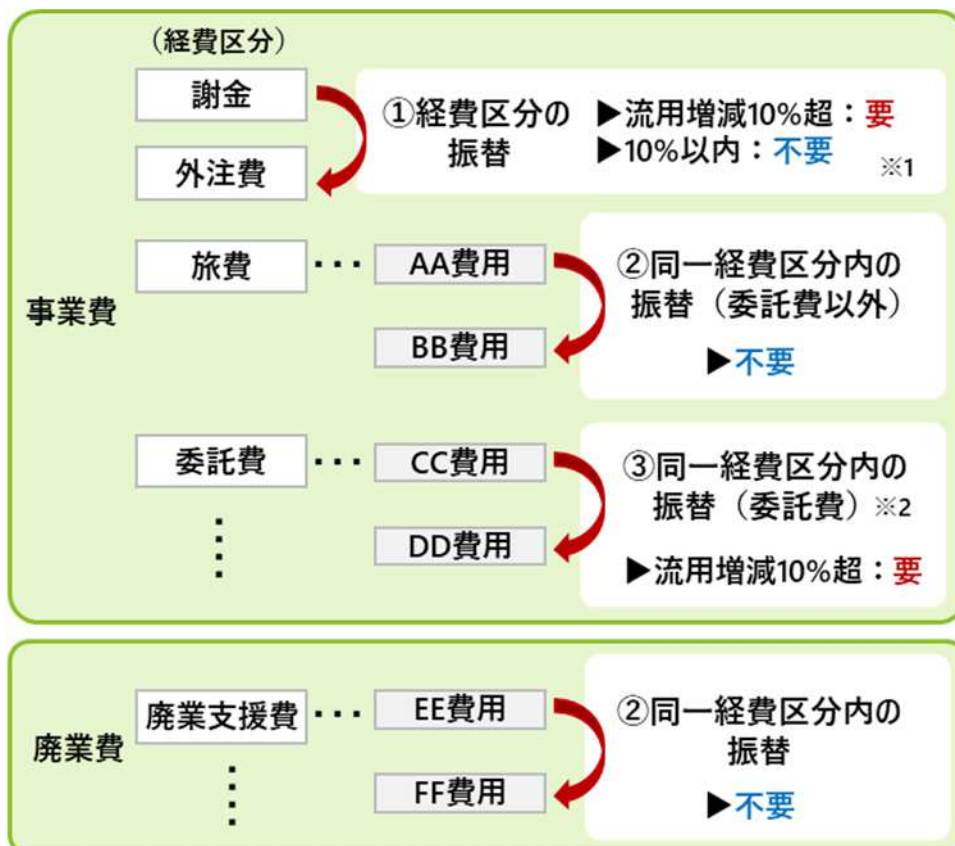 （経費区分）
謝金
外注費
①経費区分の
振替
▶流用増減10%超：要
▶10%以内：不要
※1
事業費
旅費
・・・
AA費用
BB費用
②同一経費区分内の
振替（委託費以外）
▶不要
委託費
・・・
CC費用
DD費用
③同一経費区分内の
振替（委託費）※2
▶流用増減10%超：要
廃業費
廃業支援費
・・・
EE費用
FF費用
②同一経費区分内の
振替
▶不要